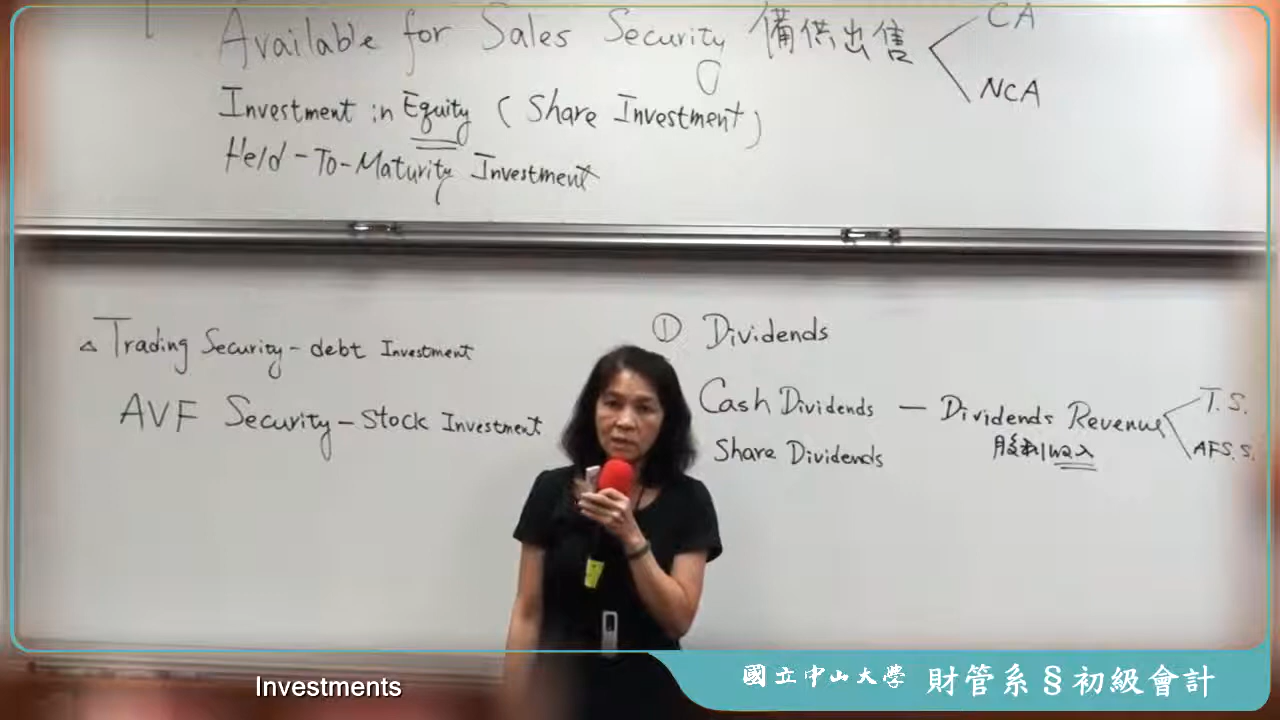 Available for Sales Security 備供出售
CA
NCA
Investment in Equity (Share Investment)
Held-To-Maturity Investment
△ Trading Security - debt Investment
AVF Security - Stock Investment
① Dividends
Cash Dividends — Dividends Revenue
股利收入
T.S.
AFS.S.
Share Dividends
Investments
國立中山大學 財管系§初級會計